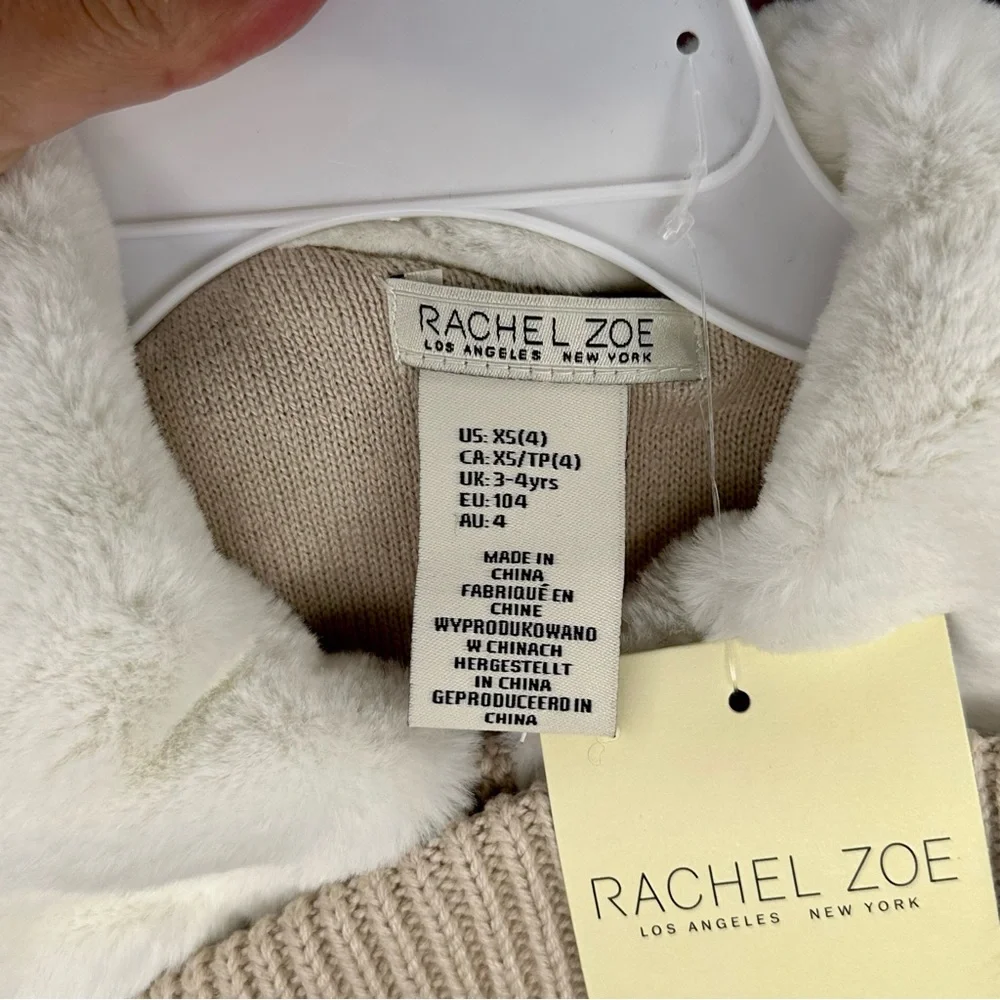 RACHEL ZOE
LOS ANGELES NEW YORK
US: XS(4)
CA: XS/TP(4)
UK: 3-4yrs
EU: 104
AU: 4
MADE IN
CHINA
FABRIQUÉ EN
CHINE
WYPRODUKOWANO
W CHINACH
HERGESTELLT
IN CHINA
GEPRODUCEERD IN
CHINA
RACHEL ZOE
LOS ANGELES NEW YORK